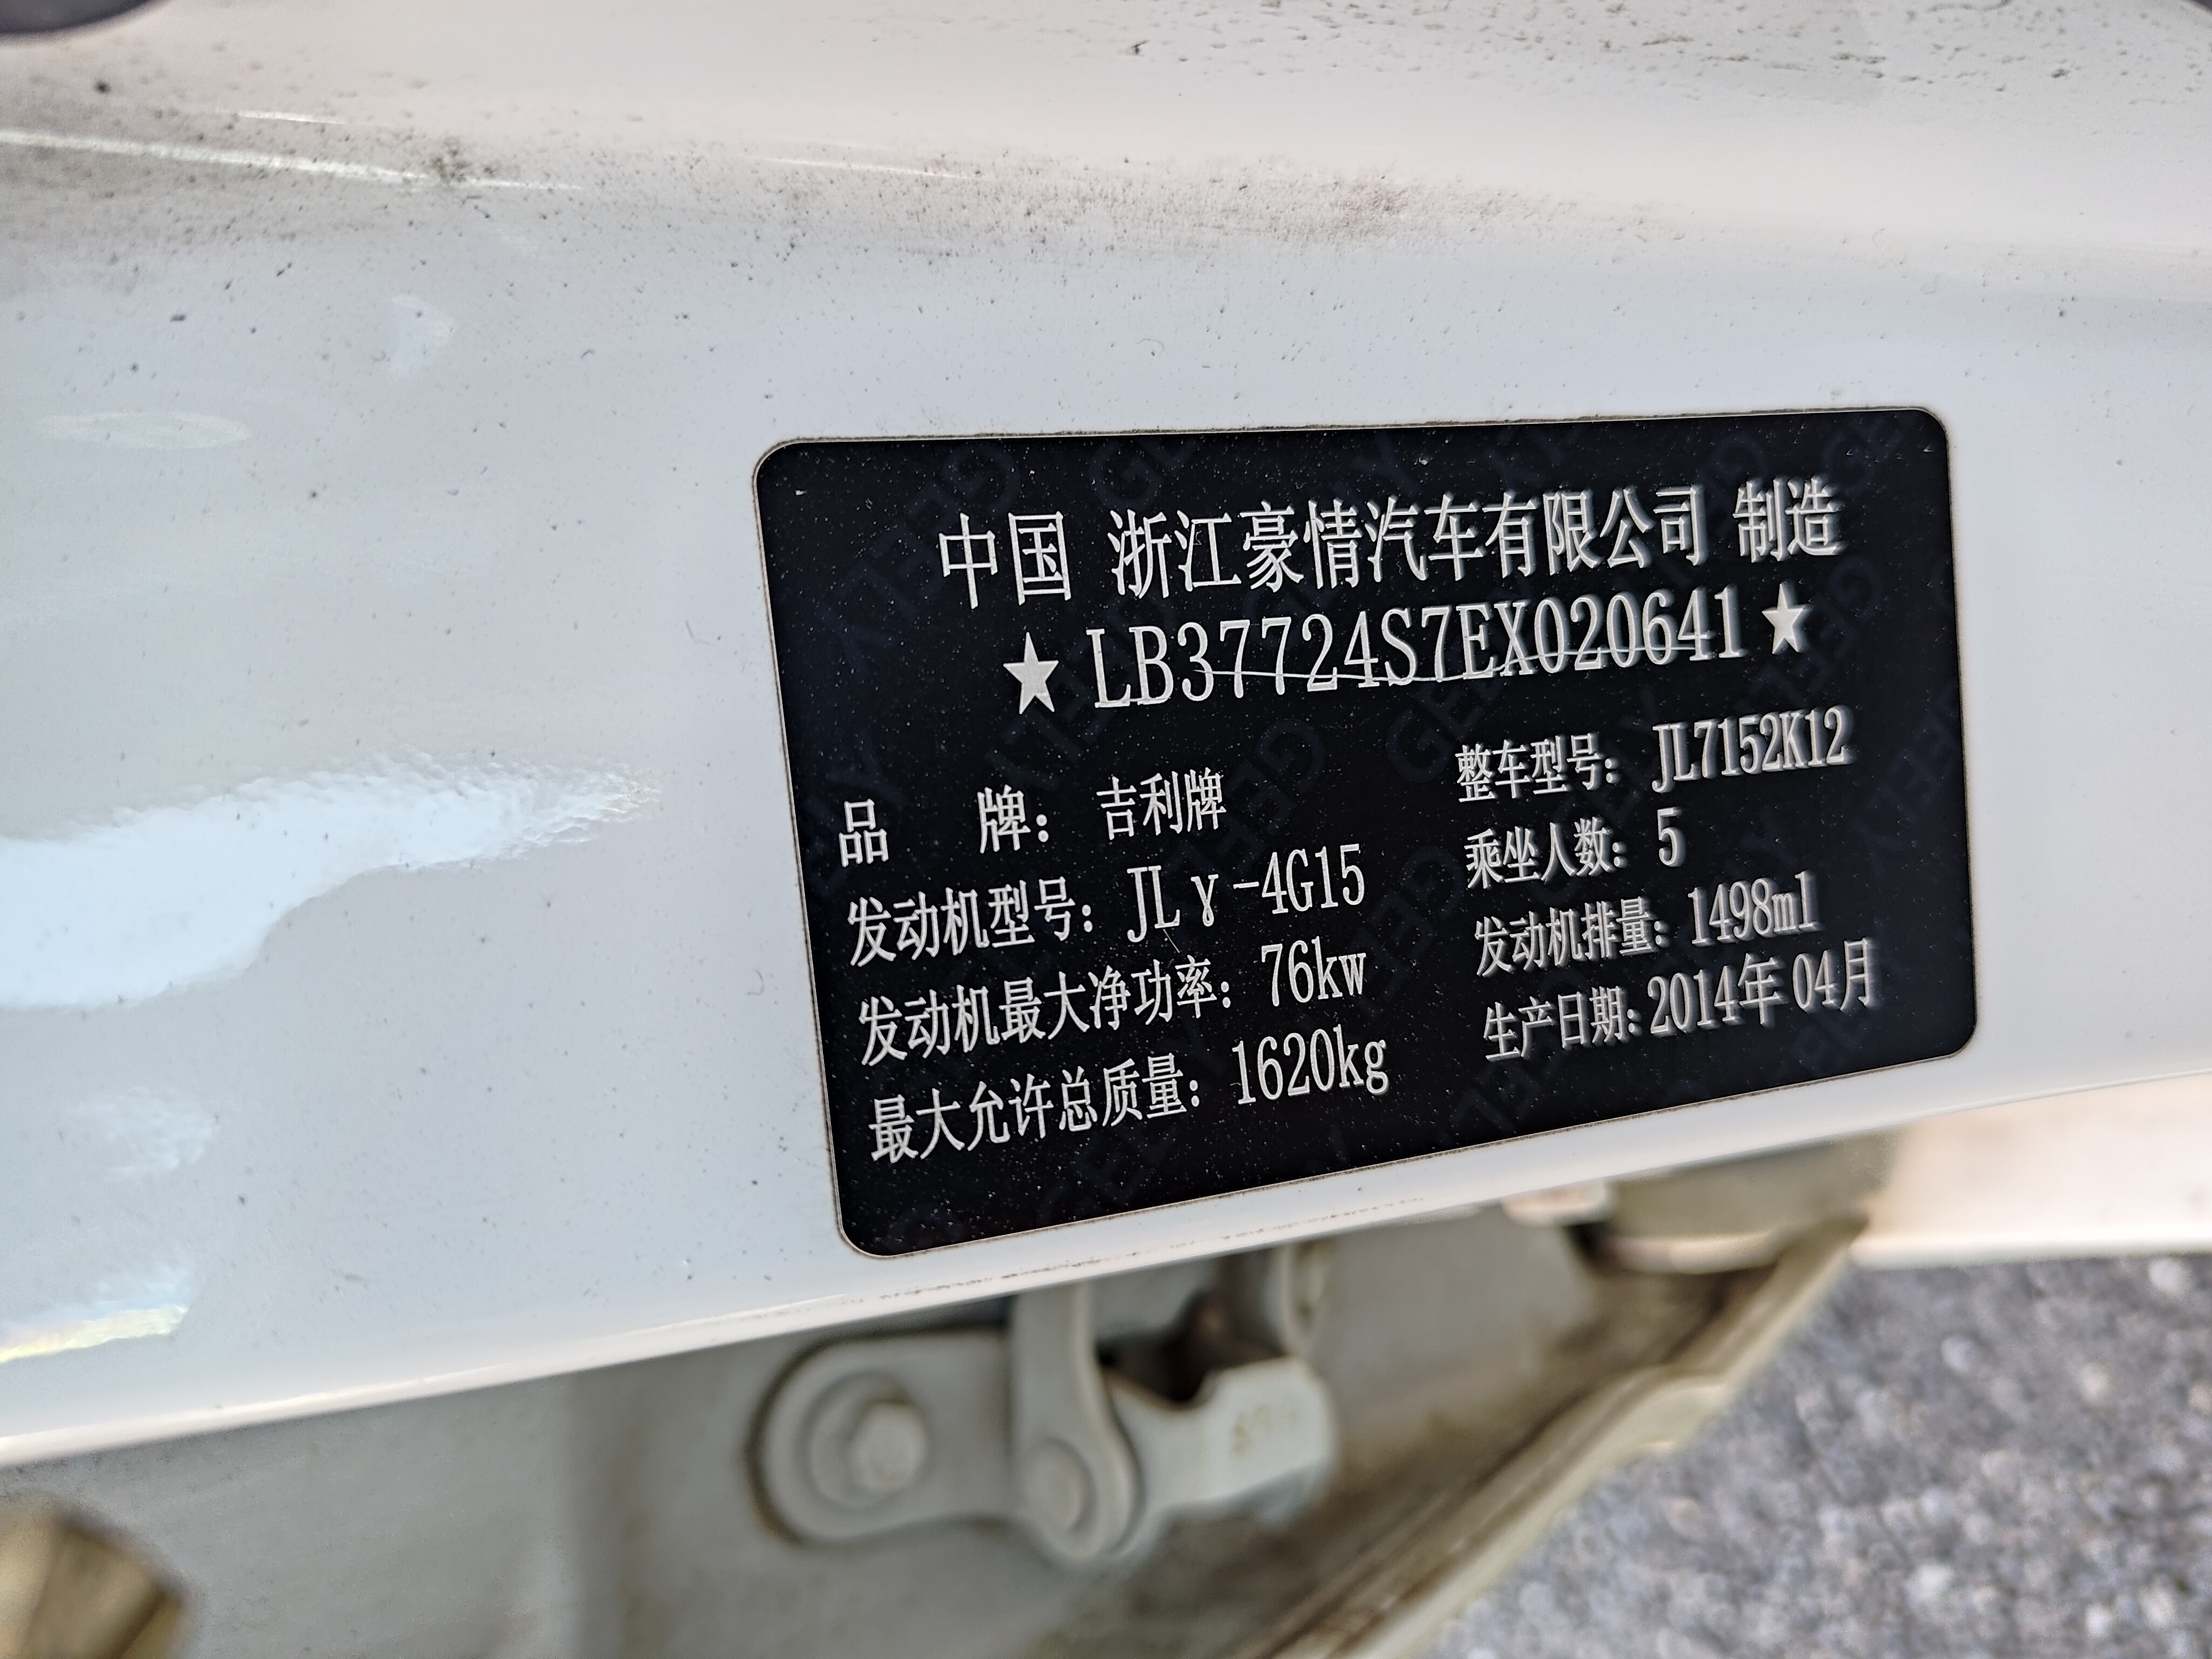 中国 浙江豪情汽车有限公司 制造
★LB37724S7EX020641★
品 牌：吉利牌 整车型号：JL7152K12
发动机型号：JLγ-4G15 乘坐人数：5
发动机最大净功率：76kw 发动机排量：1498ml
最大允许总质量：1620kg 生产日期：2014年04月